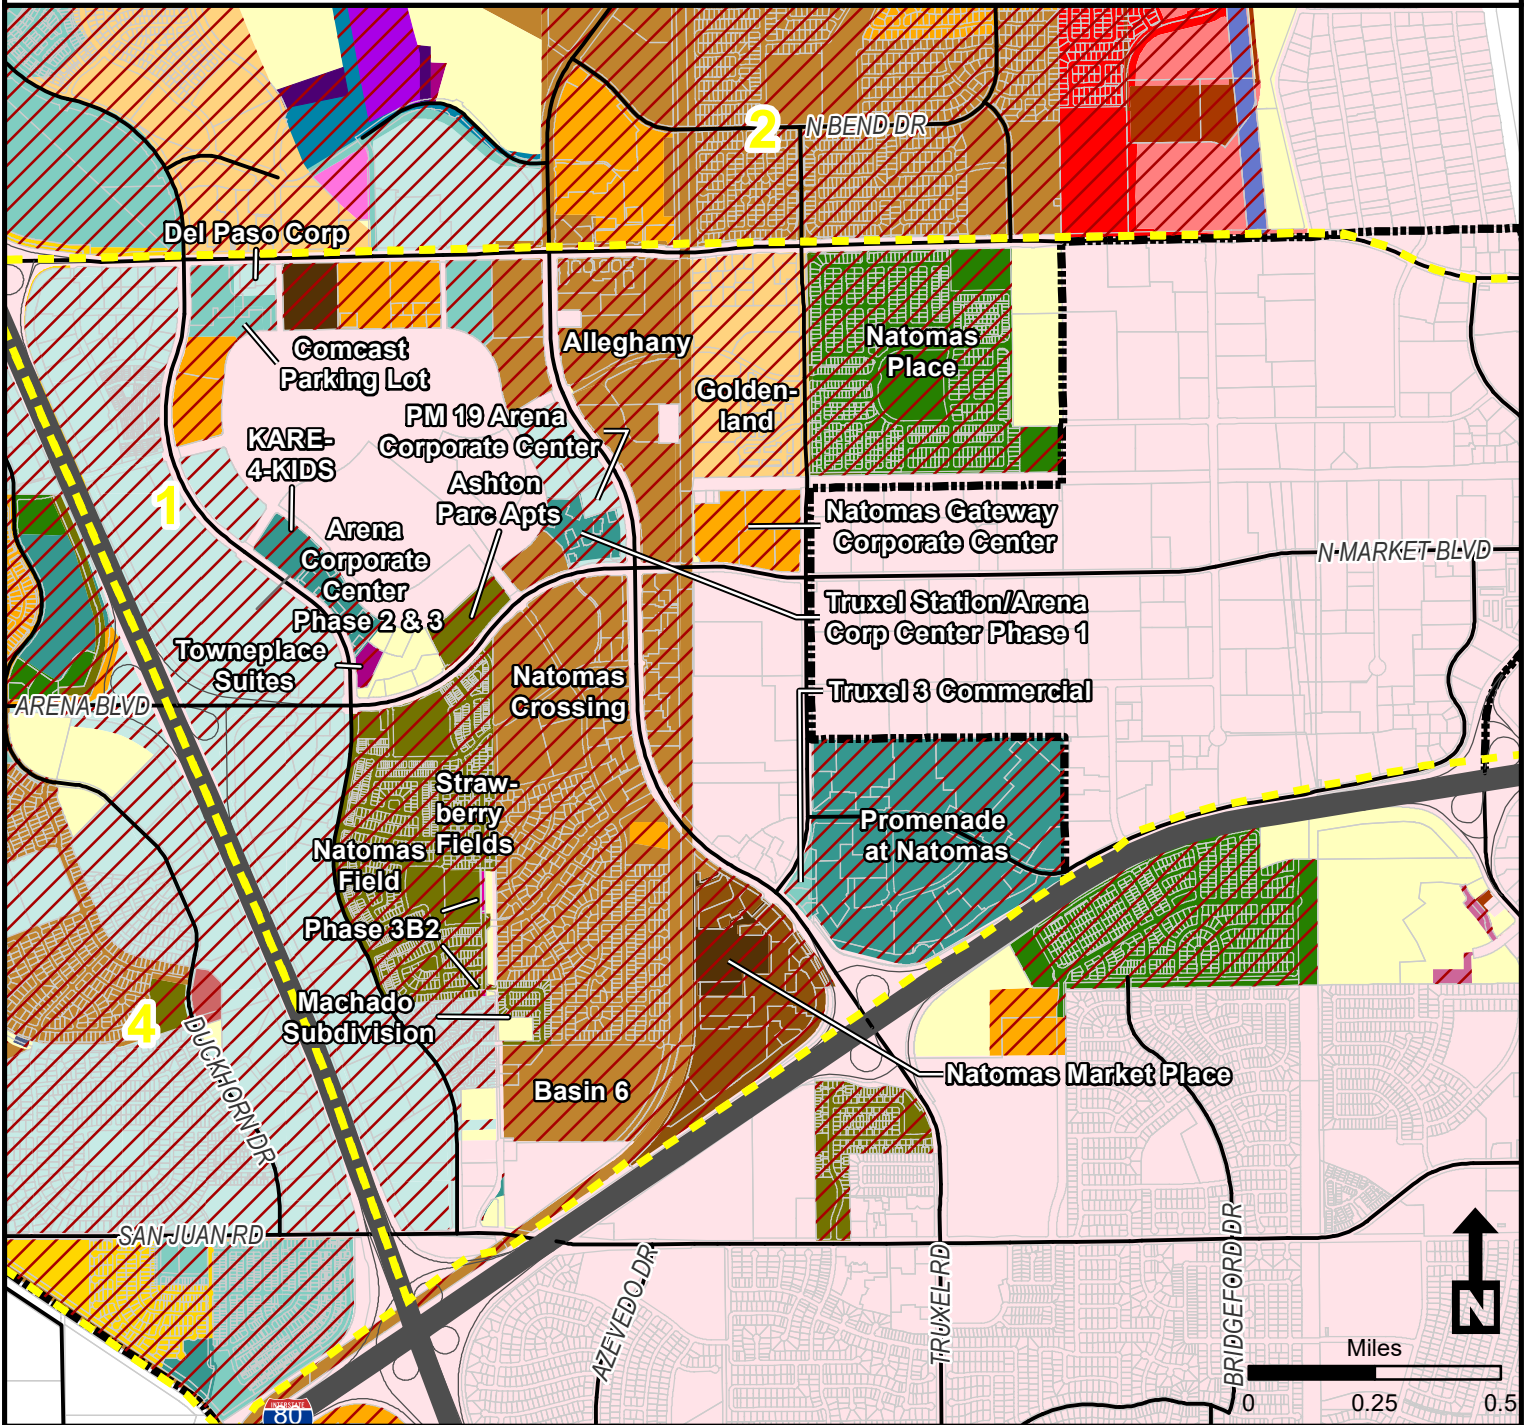 2
N BEND DR
Del Paso Corp
Comcast
Parking Lot
Alleghany
Natomas
Place
Golden-
land
PM 19 Arena
Corporate Center
KARE-
4-KIDS
Ashton
Parc Apts
1
Arena
Corporate
Center
Phase 2 & 3
Natomas Gateway
Corporate Center
N MARKET BLVD
Truxel Station/Arena
Corp Center Phase 1
Towneplace
Suites
Natomas
Crossing
Truxel 3 Commercial
ARENA BLVD
Straw-
berry
Fields
Natomas
Field
Promenade
at Natomas
Phase 3B2
Machado
Subdivision
4
DUCKHORN DR
Basin 6
Natomas Market Place
SAN JUAN RD
AZEVEDO DR
TRUXEL RD
BRIDGEFORD DR
N
Miles
0 0.25 0.5
INTERSTATE
80